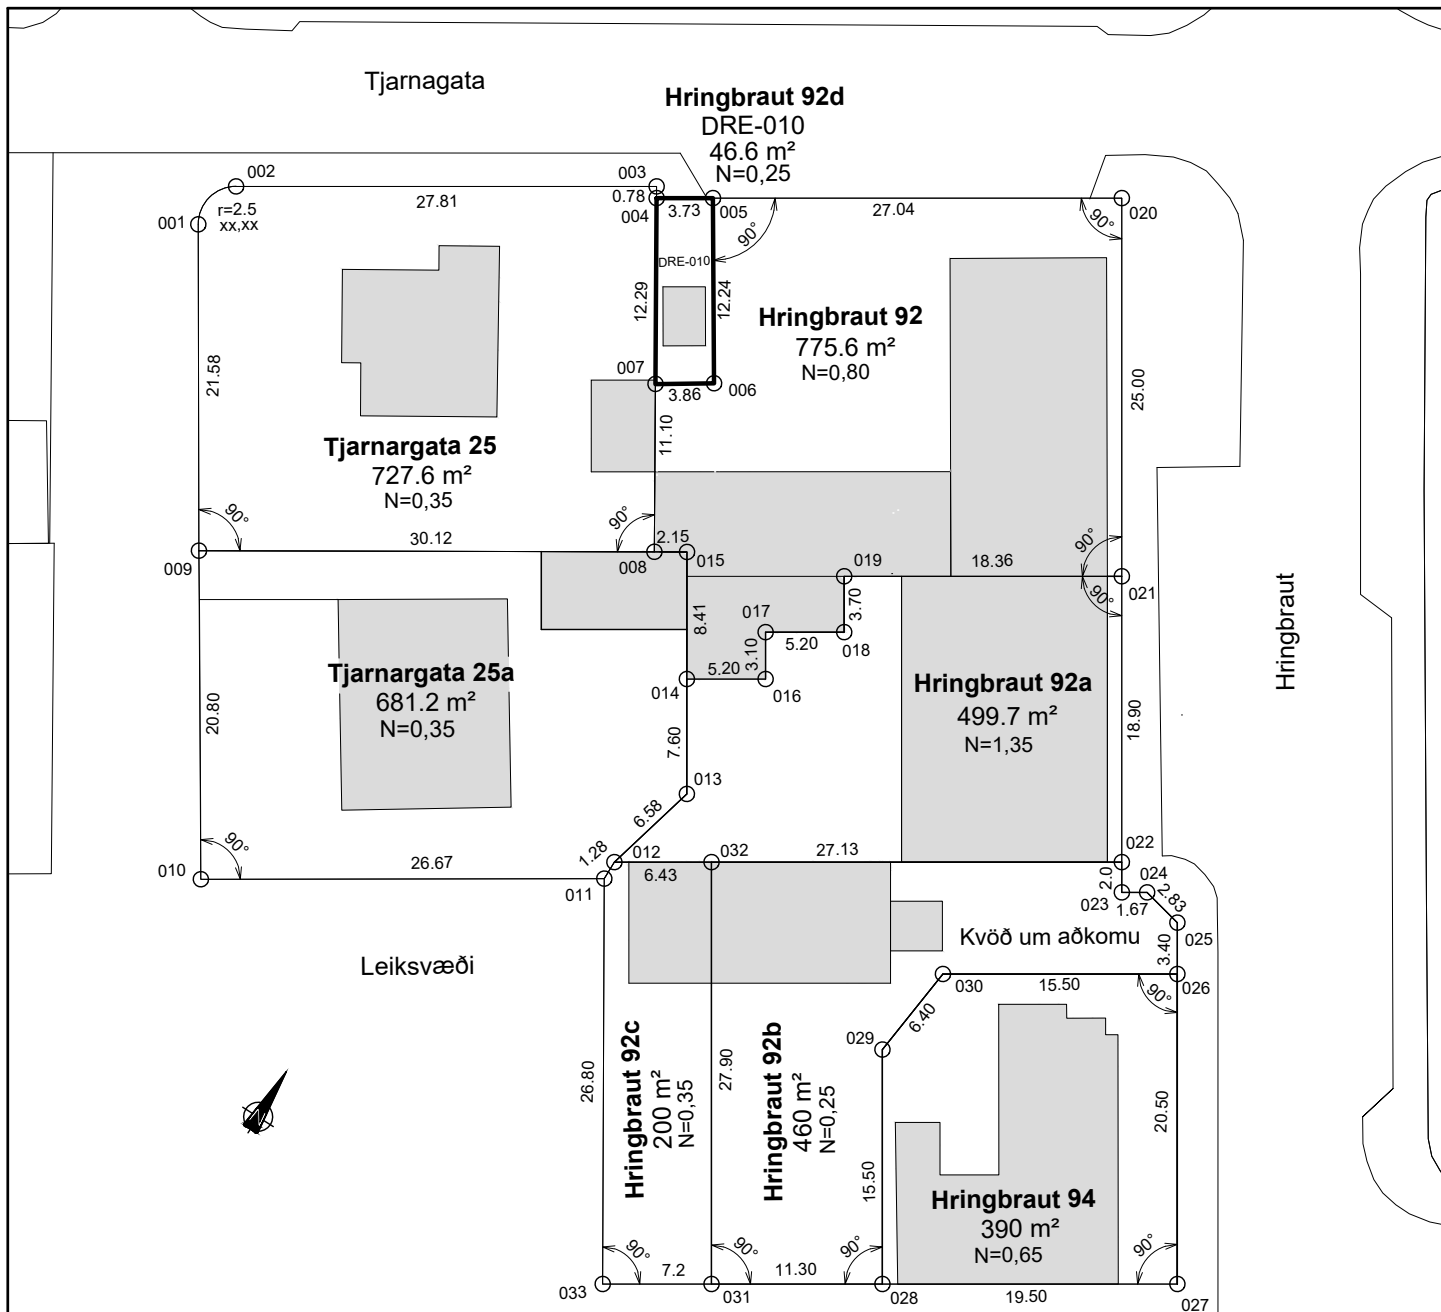 Tjarnagata
Hringbraut 92d
DRE-010
46.6 m²
N=0,25
002
003
27.81
0.78
004
3.73
005
27.04
020
001
r=2.5
xx,xx
90°
90°
DRE-010
12.29
12.24
Hringbraut 92
775.6 m²
N=0,80
21.58
007
3.86
006
25.00
Tjarnargata 25
727.6 m²
N=0,35
11.10
90°
90°
30.12
2.15
009
008
015
019
18.36
90°
90°
021
8.41
017
3.70
5.20
018
3.10
5.20
014
016
Tjarnargata 25a
681.2 m²
N=0,35
20.80
Hringbraut 92a
499.7 m²
N=1,35
18.90
Hringbraut
7.60
013
6.58
1.28
012
032
27.13
022
6.43
010
90°
26.67
011
2.0
024
023
1.67
2.83
025
Kvöð um aðkomu
3.40
Leiksvæði
030
15.50
026
90°
6.40
029
26.80
Hringbraut 92c
200 m²
N=0,35
27.90
Hringbraut 92b
460 m²
N=0,25
15.50
20.50
Hringbraut 94
390 m²
N=0,65
90°
90°
90°
90°
033
7.2
031
11.30
028
19.50
027